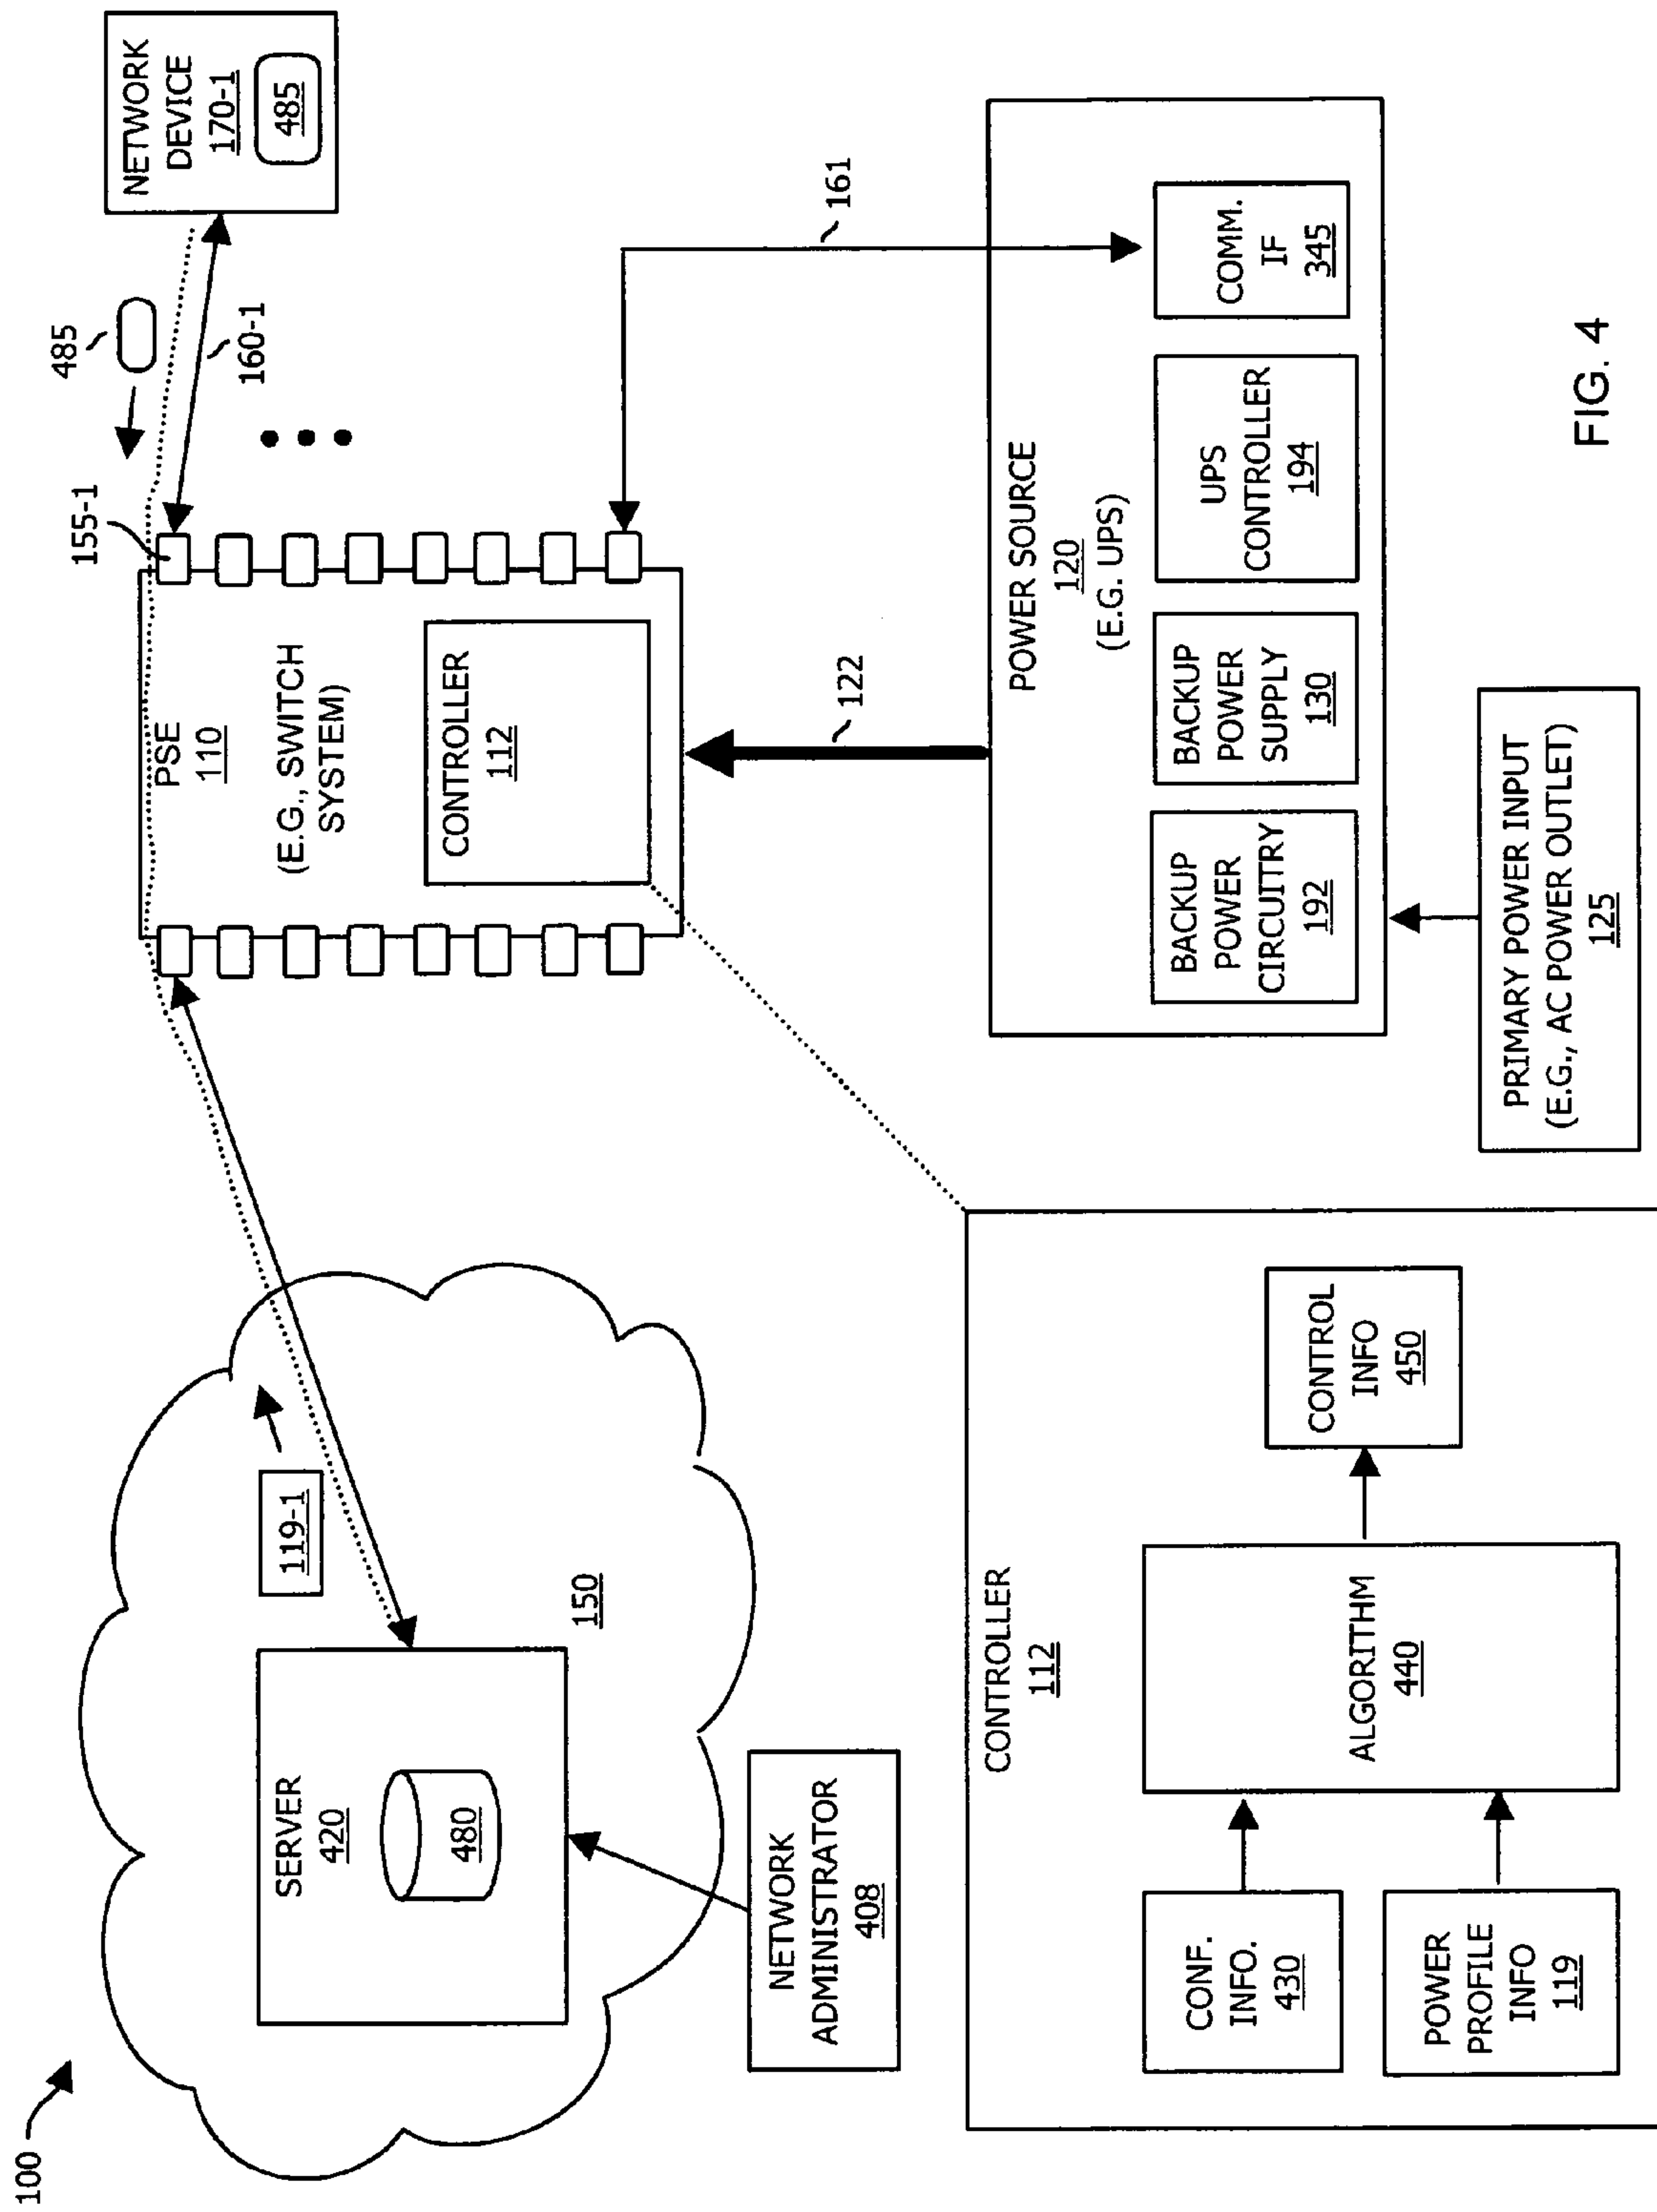 100
SERVER
420
480
119-1
150
NETWORK
ADMINISTRATOR
408
155-1
485
160-1
NETWORK
DEVICE
170-1
485
PSE
110
(E.G., SWITCH
SYSTEM)
CONTROLLER
112
122
161
POWER SOURCE
120
(E.G. UPS)
BACKUP
POWER
CIRCUITRY
192
BACKUP
POWER
SUPPLY
130
UPS
CONTROLLER
194
COMM.
IF
345
PRIMARY POWER INPUT
(E.G., AC POWER OUTLET)
125
CONTROLLER
112
CONF.
INFO.
430
POWER
PROFILE
INFO
119
ALGORITHM
440
CONTROL
INFO
450
FIG. 4